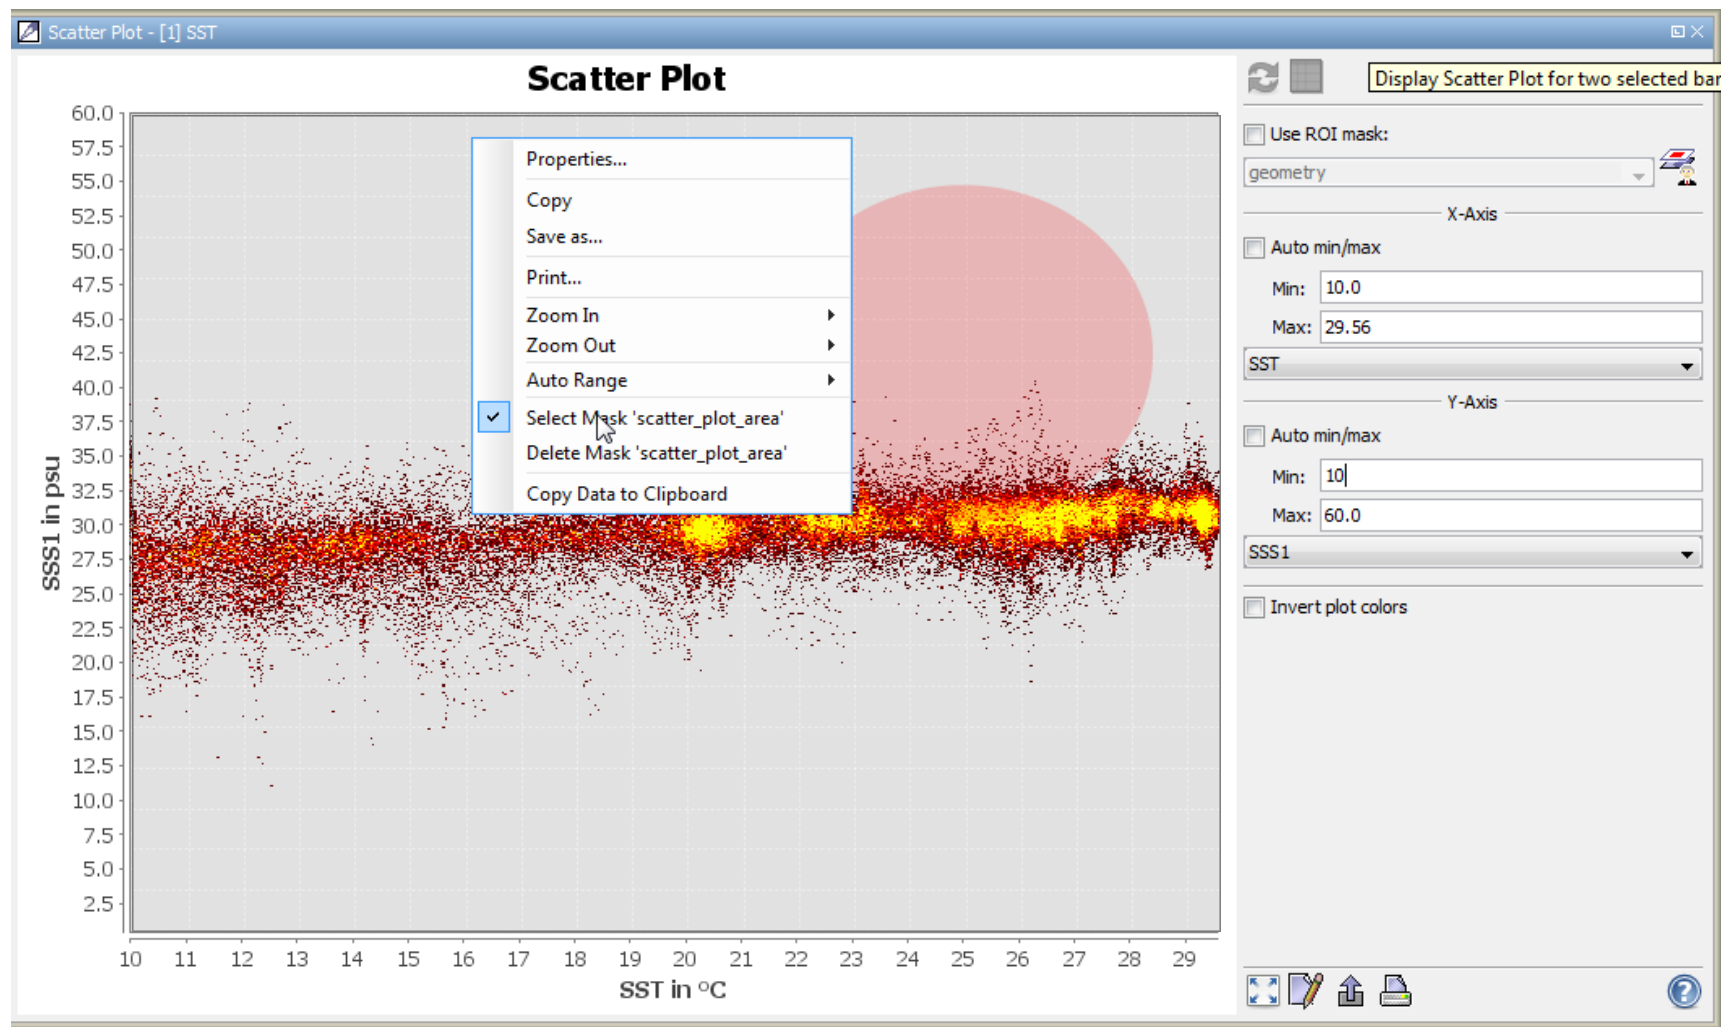 Scatter Plot - [1] SST
Scatter Plot
60.0
57.5
55.0
52.5
50.0
47.5
45.0
42.5
40.0
37.5
35.0
32.5
30.0
27.5
25.0
22.5
20.0
17.5
15.0
12.5
10.0
7.5
5.0
2.5
SSS1 in psu
10 11 12 13 14 15 16 17 18 19 20 21 22 23 24 25 26 27 28 29
SST in °C
Properties...
Copy
Save as...
Print...
Zoom In
Zoom Out
Auto Range
Select Mask 'scatter_plot_area'
Delete Mask 'scatter_plot_area'
Copy Data to Clipboard
Display Scatter Plot for two selected bar
Use ROI mask:
geometry
X-Axis
Auto min/max
Min: 10.0
Max: 29.56
SST
Y-Axis
Auto min/max
Min: 10
Max: 60.0
SSS1
Invert plot colors
?